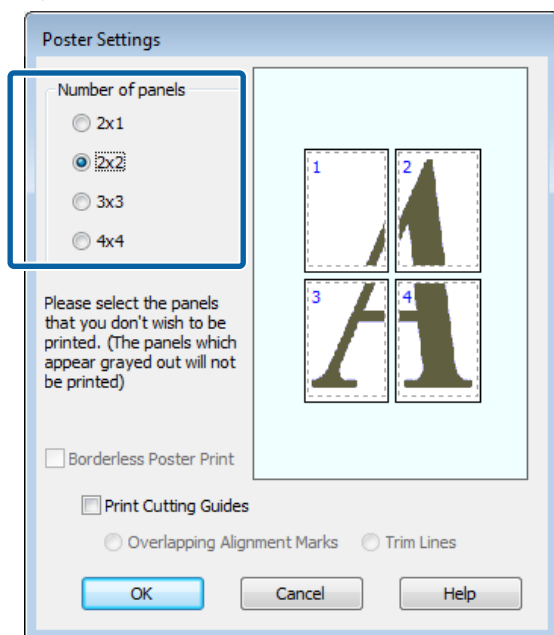 Poster Settings
Number of panels
2x1
2x2
3x3
4x4
1
2
3
4
Please select the panels
that you don't wish to be
printed. (The panels which
appear grayed out will not
be printed)
Borderless Poster Print
Print Cutting Guides
Overlapping Alignment Marks
Trim Lines
OK
Cancel
Help
A